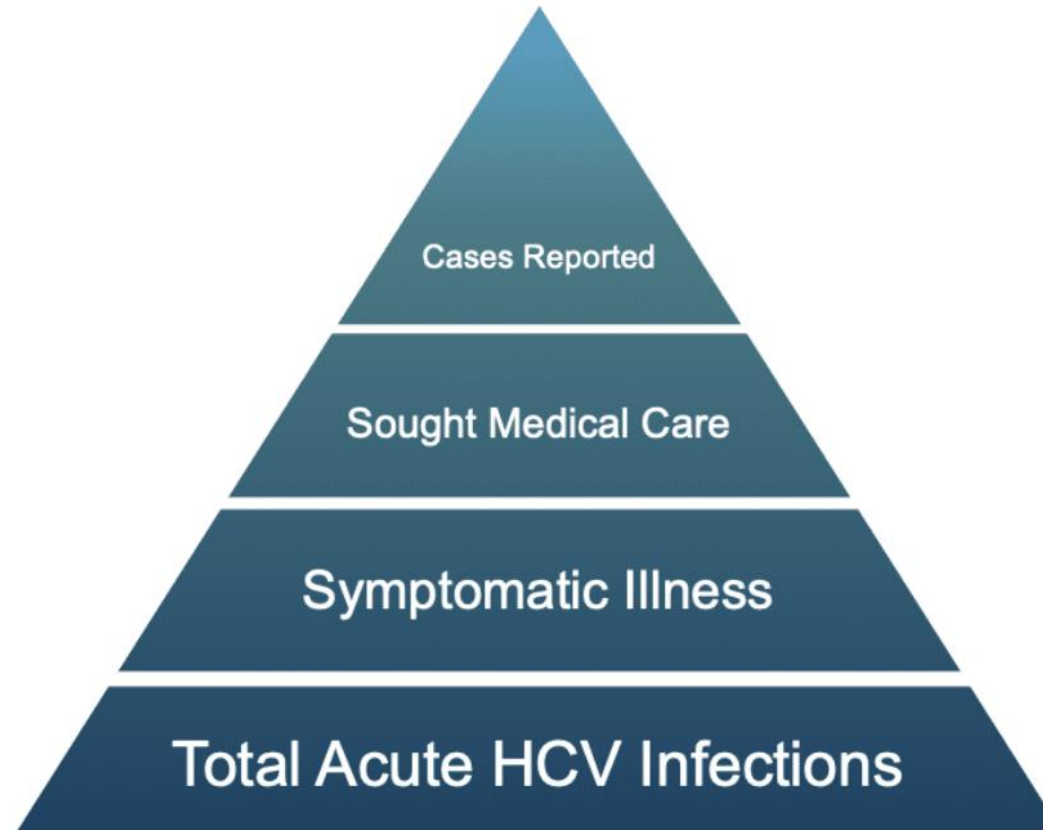 Cases Reported
Sought Medical Care
Symptomatic Illness
Total Acute HCV Infections